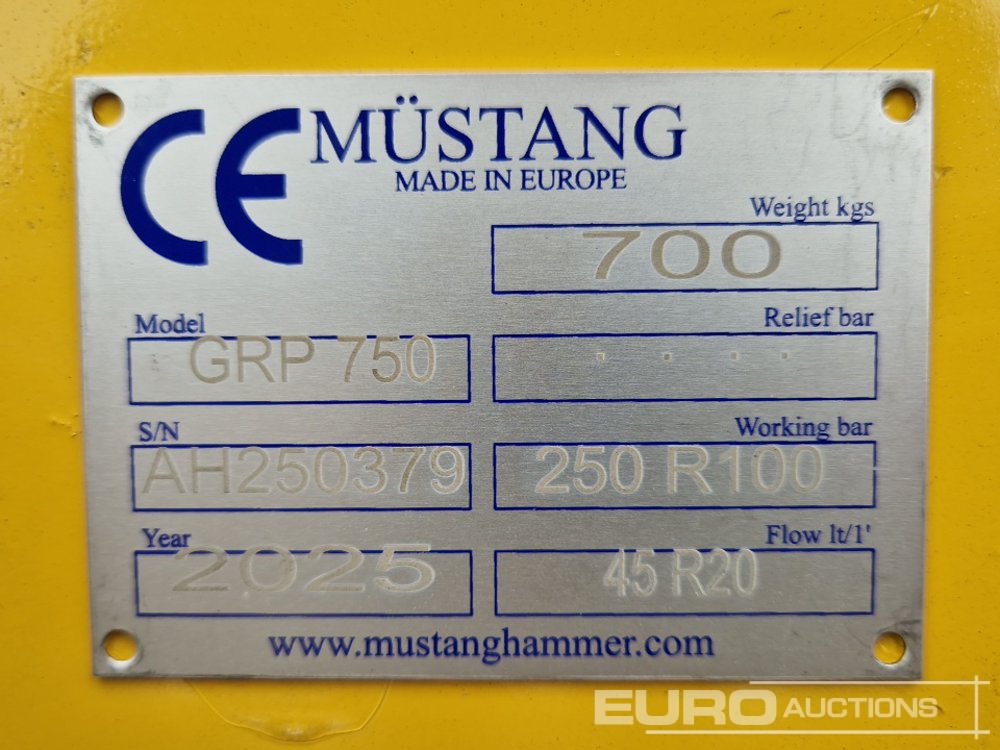 CE MÜSTANG
MADE IN EUROPE
Weight kgs
700
Model
GRP 750
Relief bar
. . . .
S/N
AH250379
Working bar
250 R100
Year
2025
Flow lt/1'
45 R20
www.mustanghammer.com
EURO AUCTIONS